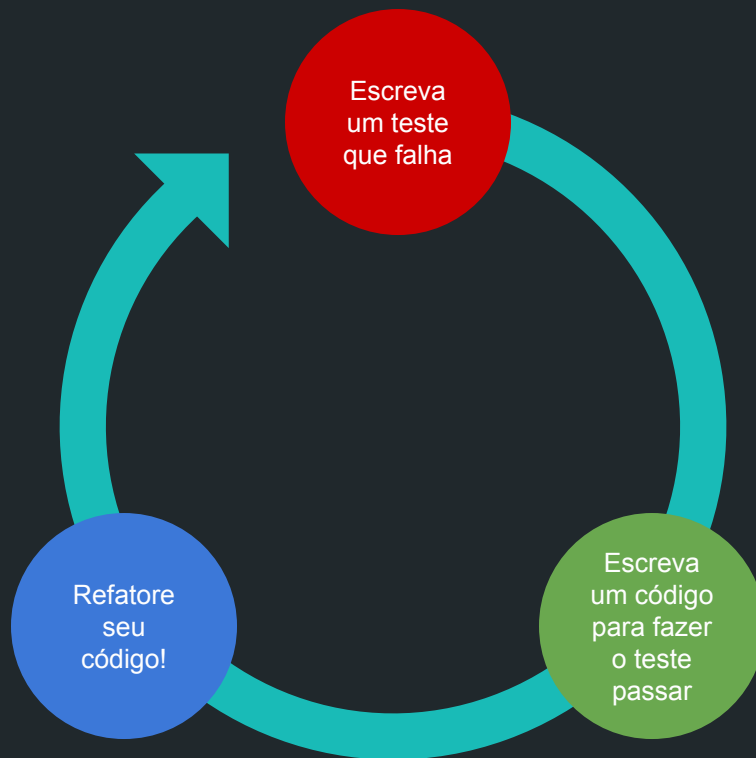 Escreva
um teste
que falha
Escreva
um código
para fazer
o teste
passar
Refatore
seu
código!